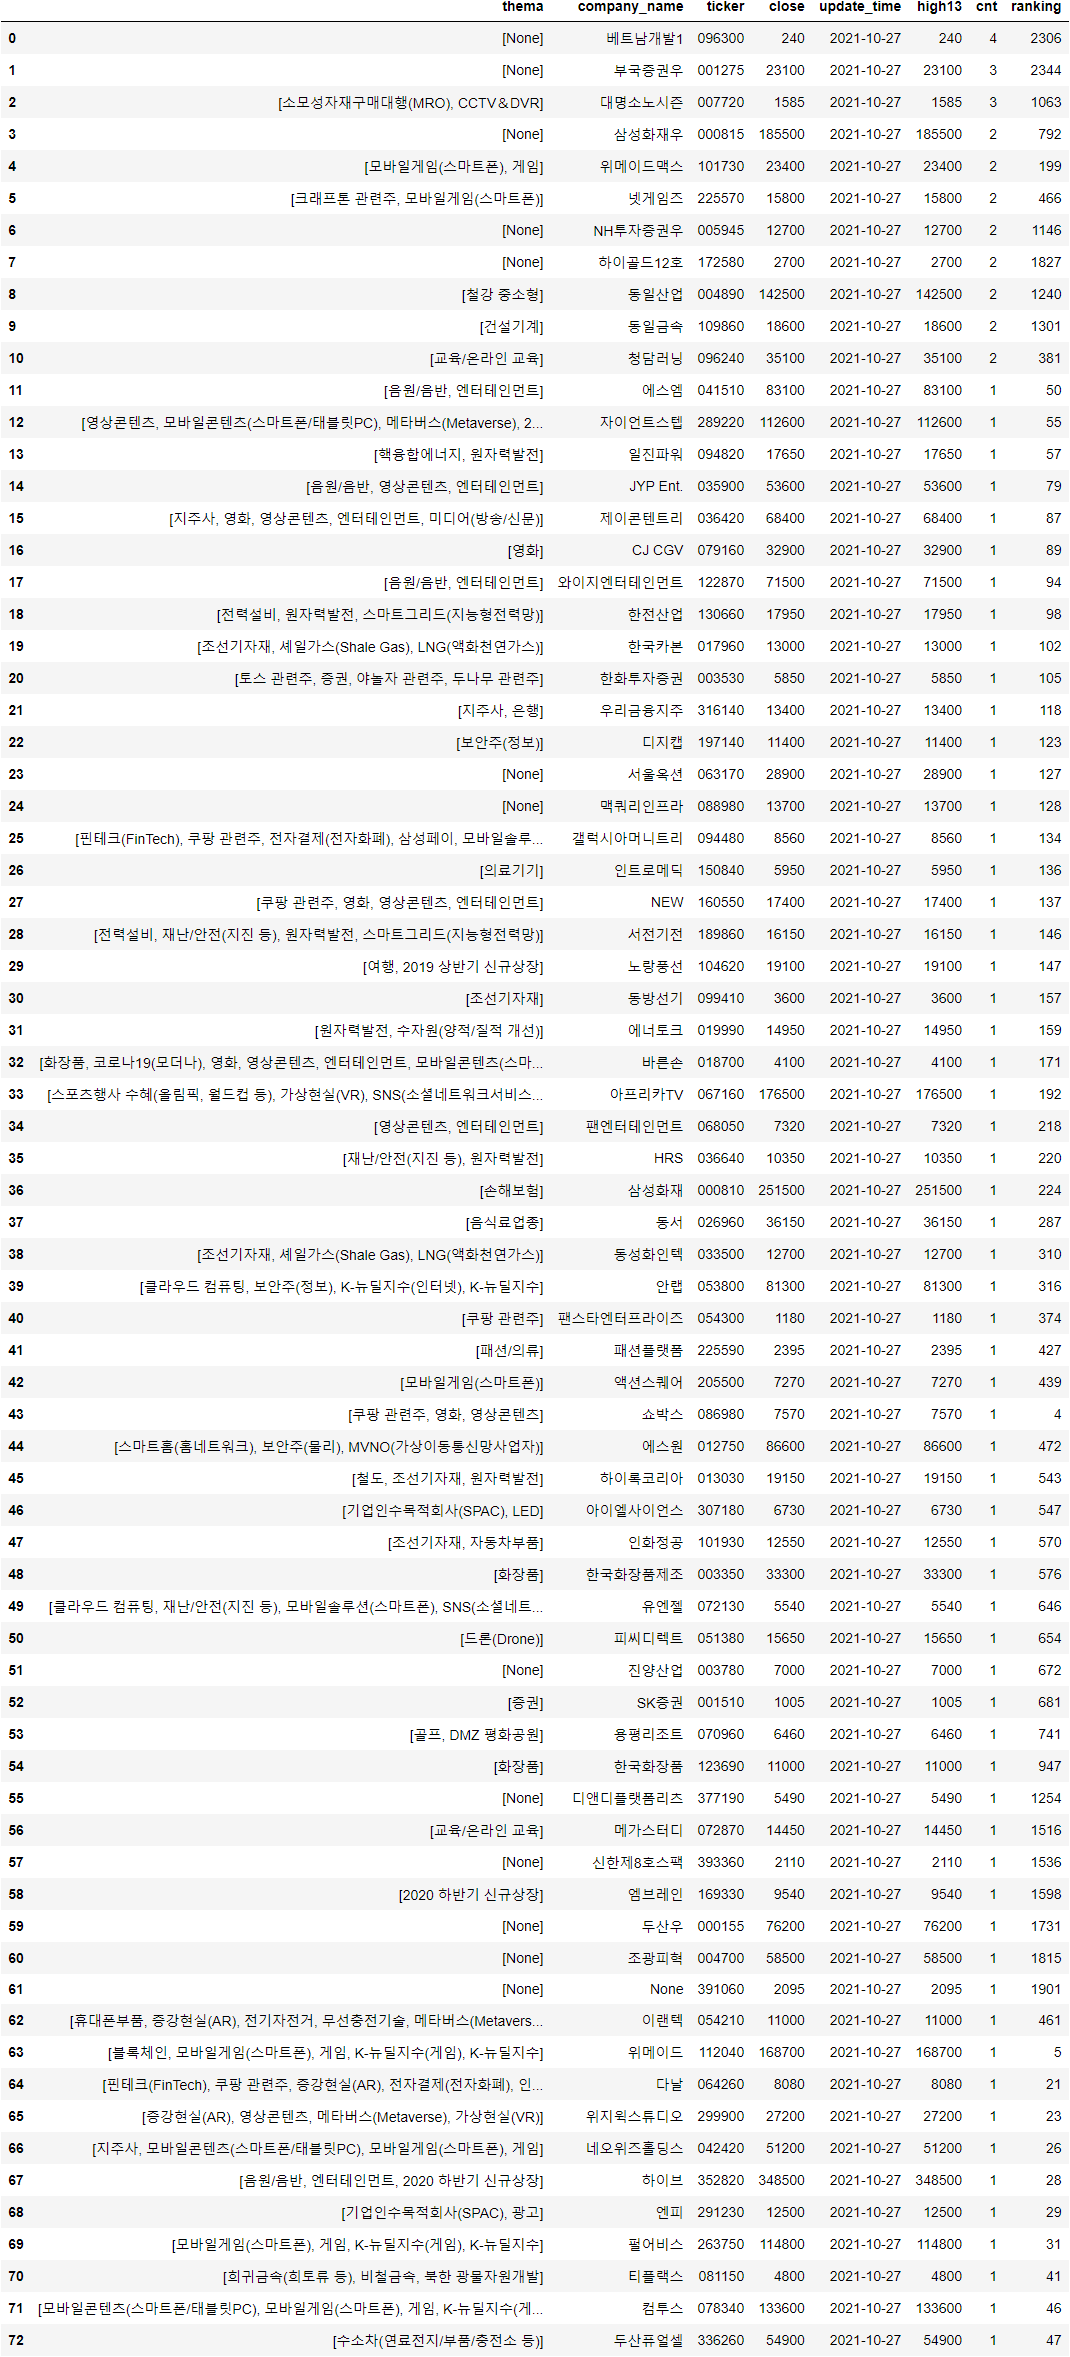 thema company_name ticker close update_time high13 cnt ranking
0 [None] 베트남개발1 096300 240 2021-10-27 240 4 2306
1 [None] 부국증권우 001275 23100 2021-10-27 23100 3 2344
2 [소모성자재구매대행(MRO), CCTV＆DVR] 대명소노시즌 007720 1585 2021-10-27 1585 3 1063
3 [None] 삼성화재우 000815 185500 2021-10-27 185500 2 792
4 [모바일게임(스마트폰), 게임] 위메이드맥스 101730 23400 2021-10-27 23400 2 199
5 [크래프톤 관련주, 모바일게임(스마트폰)] 넷게임즈 225570 15800 2021-10-27 15800 2 466
6 [None] NH투자증권우 005945 12700 2021-10-27 12700 2 1146
7 [None] 하이골드12호 172580 2700 2021-10-27 2700 2 1827
8 [철강 중소형] 동일산업 004890 142500 2021-10-27 142500 2 1240
9 [건설기계] 동일금속 109860 18600 2021-10-27 18600 2 1301
10 [교육/온라인 교육] 청담러닝 096240 35100 2021-10-27 35100 2 381
11 [음원/음반, 엔터테인먼트] 에스엠 041510 83100 2021-10-27 83100 1 50
12 [영상콘텐츠, 모바일콘텐츠(스마트폰/태블릿PC), 메타버스(Metaverse), 2... 자이언트스텝 289220 112600 2021-10-27 112600 1 55
13 [핵융합에너지, 원자력발전] 일진파워 094820 17650 2021-10-27 17650 1 57
14 [음원/음반, 영상콘텐츠, 엔터테인먼트] JYP Ent. 035900 53600 2021-10-27 53600 1 79
15 [지주사, 영화, 영상콘텐츠, 엔터테인먼트, 미디어(방송/신문)] 제이콘텐트리 036420 68400 2021-10-27 68400 1 87
16 [영화] CJ CGV 079160 32900 2021-10-27 32900 1 89
17 [음원/음반, 엔터테인먼트] 와이지엔터테인먼트 122870 71500 2021-10-27 71500 1 94
18 [전력설비, 원자력발전, 스마트그리드(지능형전력망)] 한전산업 130660 17950 2021-10-27 17950 1 98
19 [조선기자재, 셰일가스(Shale Gas), LNG(액화천연가스)] 한국카본 017960 13000 2021-10-27 13000 1 102
20 [토스 관련주, 증권, 야놀자 관련주, 두나무 관련주] 한화투자증권 003530 5850 2021-10-27 5850 1 105
21 [지주사, 은행] 우리금융지주 316140 13400 2021-10-27 13400 1 118
22 [보안주(정보)] 디지캡 197140 11400 2021-10-27 11400 1 123
23 [None] 서울옥션 063170 28900 2021-10-27 28900 1 127
24 [None] 맥쿼리인프라 088980 13700 2021-10-27 13700 1 128
25 [핀테크(FinTech), 쿠팡 관련주, 전자결제(전자화폐), 삼성페이, 모바일솔루... 갤럭시아머니트리 094480 8560 2021-10-27 8560 1 134
26 [의료기기] 인트로메딕 150840 5950 2021-10-27 5950 1 136
27 [쿠팡 관련주, 영화, 영상콘텐츠, 엔터테인먼트] NEW 160550 17400 2021-10-27 17400 1 137
28 [전력설비, 재난/안전(지진 등), 원자력발전, 스마트그리드(지능형전력망)] 서전기전 189860 16150 2021-10-27 16150 1 146
29 [여행, 2019 상반기 신규상장] 노랑풍선 104620 19100 2021-10-27 19100 1 147
30 [조선기자재] 동방선기 099410 3600 2021-10-27 3600 1 157
31 [원자력발전, 수자원(양적/질적 개선)] 에너토크 019990 14950 2021-10-27 14950 1 159
32 [화장품, 코로나19(모더나), 영화, 영상콘텐츠, 엔터테인먼트, 모바일콘텐츠(스마... 바른손 018700 4100 2021-10-27 4100 1 171
33 [스포츠행사 수혜(올림픽, 월드컵 등), 가상현실(VR), SNS(소셜네트워크서비스... 아프리카TV 067160 176500 2021-10-27 176500 1 192
34 [영상콘텐츠, 엔터테인먼트] 팬엔터테인먼트 068050 7320 2021-10-27 7320 1 218
35 [재난/안전(지진 등), 원자력발전] HRS 036640 10350 2021-10-27 10350 1 220
36 [손해보험] 삼성화재 000810 251500 2021-10-27 251500 1 224
37 [음식료업종] 동서 026960 36150 2021-10-27 36150 1 287
38 [조선기자재, 셰일가스(Shale Gas), LNG(액화천연가스)] 동성화인텍 033500 12700 2021-10-27 12700 1 310
39 [클라우드 컴퓨팅, 보안주(정보), K-뉴딜지수(인터넷), K-뉴딜지수] 안랩 053800 81300 2021-10-27 81300 1 316
40 [쿠팡 관련주] 팬스타엔터프라이즈 054300 1180 2021-10-27 1180 1 374
41 [패션/의류] 패션플랫폼 225590 2395 2021-10-27 2395 1 427
42 [모바일게임(스마트폰)] 액션스퀘어 205500 7270 2021-10-27 7270 1 439
43 [쿠팡 관련주, 영화, 영상콘텐츠] 쇼박스 086980 7570 2021-10-27 7570 1 4
44 [스마트홈(홈네트워크), 보안주(물리), MVNO(가상이동통신망사업자)] 에스원 012750 86600 2021-10-27 86600 1 472
45 [철도, 조선기자재, 원자력발전] 하이록코리아 013030 19150 2021-10-27 19150 1 543
46 [기업인수목적회사(SPAC), LED] 아이엘사이언스 307180 6730 2021-10-27 6730 1 547
47 [조선기자재, 자동차부품] 인화정공 101930 12550 2021-10-27 12550 1 570
48 [화장품] 한국화장품제조 003350 33300 2021-10-27 33300 1 576
49 [클라우드 컴퓨팅, 재난/안전(지진 등), 모바일솔루션(스마트폰), SNS(소셜네트... 유엔젤 072130 5540 2021-10-27 5540 1 646
50 [드론(Drone)] 피씨디렉트 051380 15650 2021-10-27 15650 1 654
51 [None] 진양산업 003780 7000 2021-10-27 7000 1 672
52 [증권] SK증권 001510 1005 2021-10-27 1005 1 681
53 [골프, DMZ 평화공원] 용평리조트 070960 6460 2021-10-27 6460 1 741
54 [화장품] 한국화장품 123690 11000 2021-10-27 11000 1 947
55 [None] 디앤디플랫폼리츠 377190 5490 2021-10-27 5490 1 1254
56 [교육/온라인 교육] 메가스터디 072870 14450 2021-10-27 14450 1 1516
57 [None] 신한제8호스팩 393360 2110 2021-10-27 2110 1 1536
58 [2020 하반기 신규상장] 엠브레인 169330 9540 2021-10-27 9540 1 1598
59 [None] 두산우 000155 76200 2021-10-27 76200 1 1731
60 [None] 조광피혁 004700 58500 2021-10-27 58500 1 1815
61 [None] None 391060 2095 2021-10-27 2095 1 1901
62 [휴대폰부품, 증강현실(AR), 전기자전거, 무선충전기술, 메타버스(Metavers... 이랜텍 054210 11000 2021-10-27 11000 1 461
63 [블록체인, 모바일게임(스마트폰), 게임, K-뉴딜지수(게임), K-뉴딜지수] 위메이드 112040 168700 2021-10-27 168700 1 5
64 [핀테크(FinTech), 쿠팡 관련주, 증강현실(AR), 전자결제(전자화폐), 인... 다날 064260 8080 2021-10-27 8080 1 21
65 [증강현실(AR), 영상콘텐츠, 메타버스(Metaverse), 가상현실(VR)] 위지윅스튜디오 299900 27200 2021-10-27 27200 1 23
66 [지주사, 모바일콘텐츠(스마트폰/태블릿PC), 모바일게임(스마트폰), 게임] 네오위즈홀딩스 042420 51200 2021-10-27 51200 1 26
67 [음원/음반, 엔터테인먼트, 2020 하반기 신규상장] 하이브 352820 348500 2021-10-27 348500 1 28
68 [기업인수목적회사(SPAC), 광고] 엔피 291230 12500 2021-10-27 12500 1 29
69 [모바일게임(스마트폰), 게임, K-뉴딜지수(게임), K-뉴딜지수] 펄어비스 263750 114800 2021-10-27 114800 1 31
70 [희귀금속(희토류 등), 비철금속, 북한 광물자원개발] 티플랙스 081150 4800 2021-10-27 4800 1 41
71 [모바일콘텐츠(스마트폰/태블릿PC), 모바일게임(스마트폰), 게임, K-뉴딜지수(게... 컴투스 078340 133600 2021-10-27 133600 1 46
72 [수소차(연료전지/부품/충전소 등)] 두산퓨얼셀 336260 54900 2021-10-27 54900 1 47